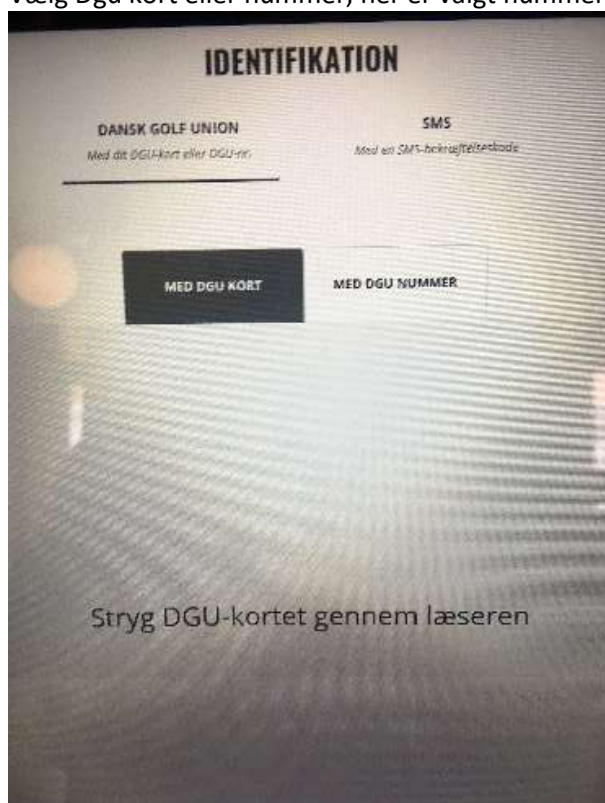 Vælg Dgu kort eller nummer, her er valgt nummer
IDENTIFIKATION
DANSK GOLF UNION
Med dit DGU-kort eller DGU-nr.
SMS
Med en SMS-bekræftelseskode
MED DGU KORT
MED DGU NUMMER
Stryg DGU-kortet gennem læseren